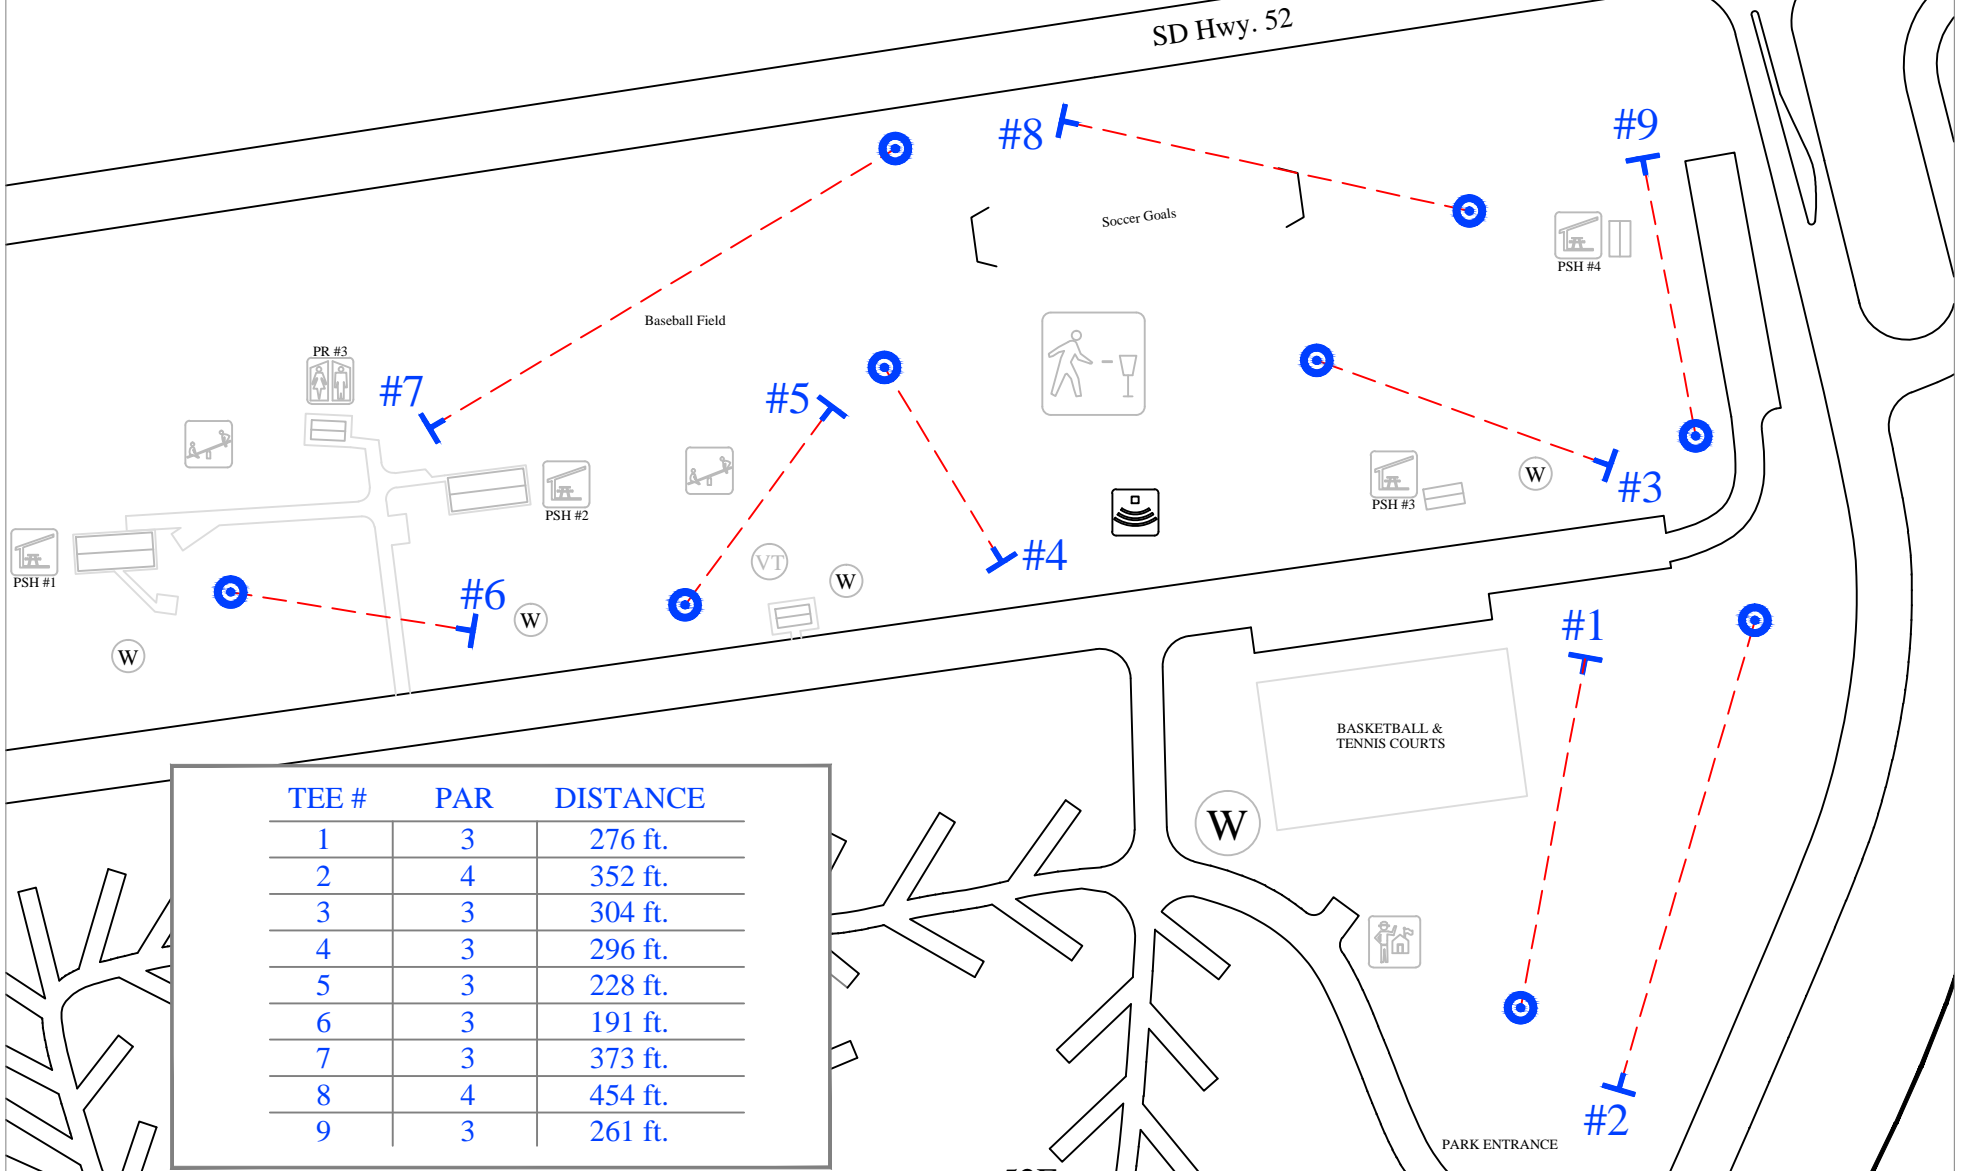 SD Hwy. 52
#8
#9
Soccer Goals
PSH #4
Baseball Field
PR #3
#7
#5
#3
W
PSH #3
PSH #2
#4
VT
W
PSH #1
#6
W
W
#1
BASKETBALL &
TENNIS COURTS
W
#2
PARK ENTRANCE
TEE # PAR DISTANCE
1 3 276 ft.
2 4 352 ft.
3 3 304 ft.
4 3 296 ft.
5 3 228 ft.
6 3 191 ft.
7 3 373 ft.
8 4 454 ft.
9 3 261 ft.